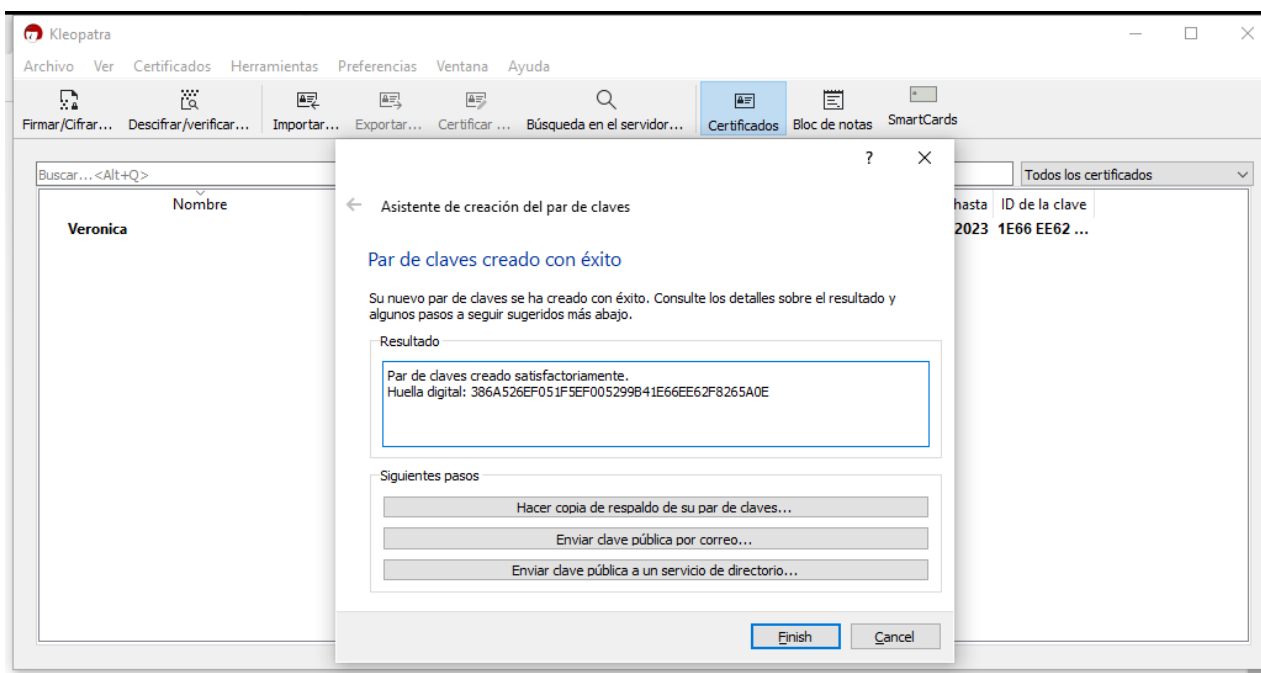 Kleopatra
Archivo Ver Certificados Herramientas Preferencias Ventana Ayuda
Firmar/Cifrar... Descifrar/verificar... Importar... Exportar... Certificar ... Búsqueda en el servidor... Certificados Bloc de notas SmartCards
Buscar...<Alt+Q> Todos los certificados
Nombre hasta ID de la clave
Veronica 2023 1E66 EE62 ...
? 
Asistente de creación del par de claves
Par de claves creado con éxito
Su nuevo par de claves se ha creado con éxito. Consulte los detalles sobre el resultado y
algunos pasos a seguir sugeridos más abajo.
Resultado
Par de claves creado satisfactoriamente.
Huella digital: 386A526EF051F5EF005299B41E66EE62F8265A0E
Siguientes pasos
Hacer copia de respaldo de su par de claves...
Enviar clave pública por correo...
Enviar clave pública a un servicio de directorio...
Finish Cancel